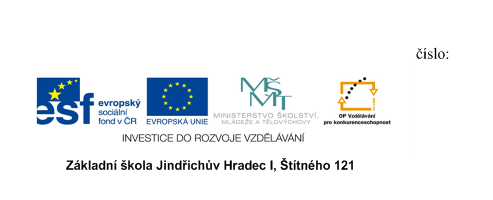 číslo:
esf evropský
sociální
fond v ČR
EVROPSKÁ UNIE
MŠMT
MINISTERSTVO ŠKOLSTVÍ,
MLÁDEŽE A TĚLOVÝCHOVY
OP Vzdělávání
pro konkurenceschopnost
INVESTICE DO ROZVOJE VZDĚLÁVÁNÍ
Základní škola Jindřichův Hradec I, Štítného 121